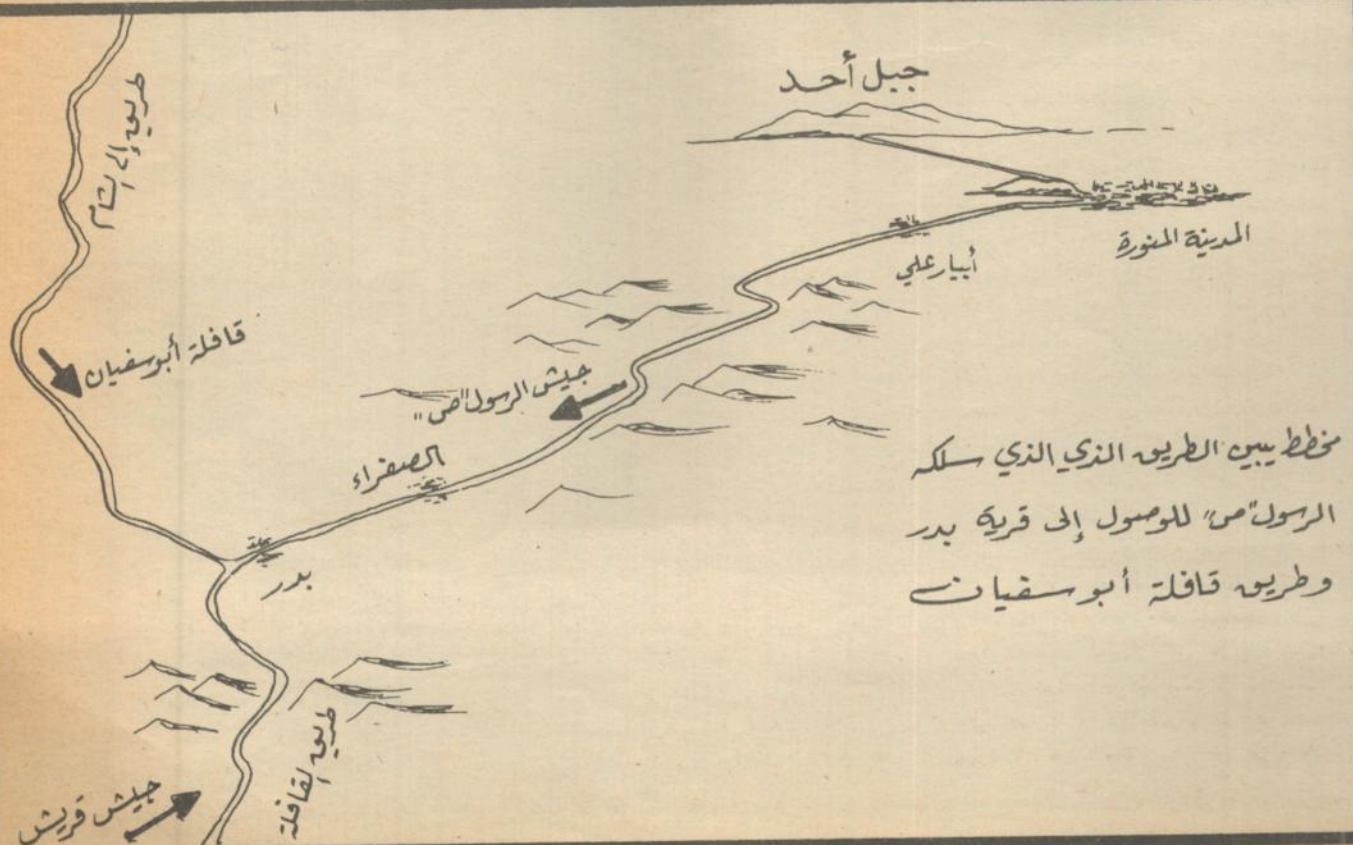 جبل أحد
طريق إلى الشام
المدينة المنورة
أبيار علي
قافلة أبو سفيان
جيش الرسول "ص"
الصفراء
بدر
مخطط يبين الطريق الذي الذي سلكه
الرسول "ص" للوصول إلى قرية بدر
وطريق قافلة أبو سفيان
طريق القافلة
جيش قريش